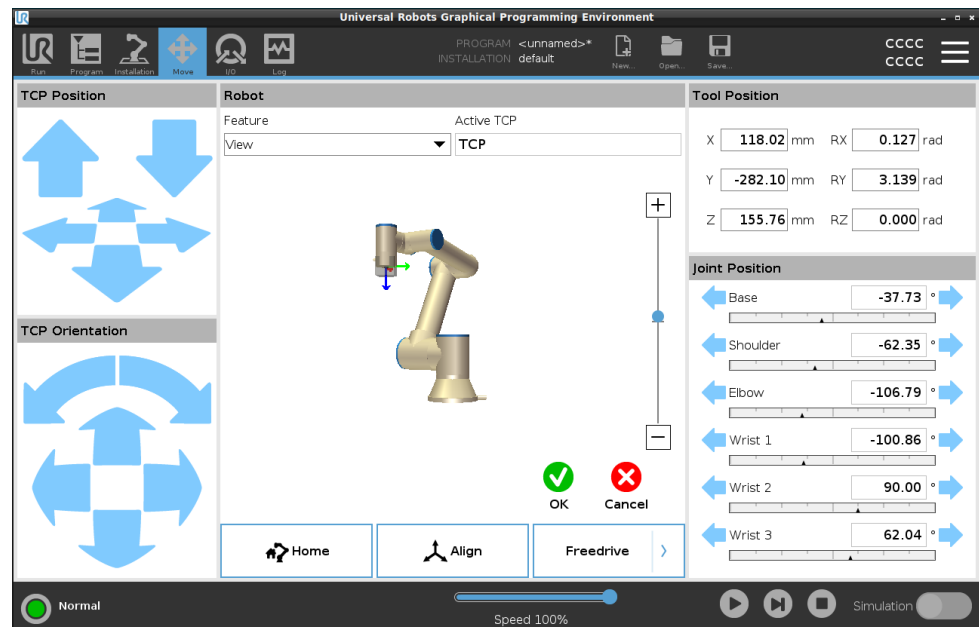 Universal Robots Graphical Programming Environment
Run
Program
Installation
Move
I/O
Log
PROGRAM <unnamed>*
INSTALLATION default
New...
Open...
Save...
CCCC
CCCC
TCP Position
TCP Orientation
Robot
Feature
Active TCP
View
TCP
OK
Cancel
Home
Align
Freedrive
Tool Position
X 118.02 mm RX 0.127 rad
Y -282.10 mm RY 3.139 rad
Z 155.76 mm RZ 0.000 rad
Joint Position
Base -37.73 °
Shoulder -62.35 °
Elbow -106.79 °
Wrist 1 -100.86 °
Wrist 2 90.00 °
Wrist 3 62.04 °
Normal
Speed 100%
Simulation